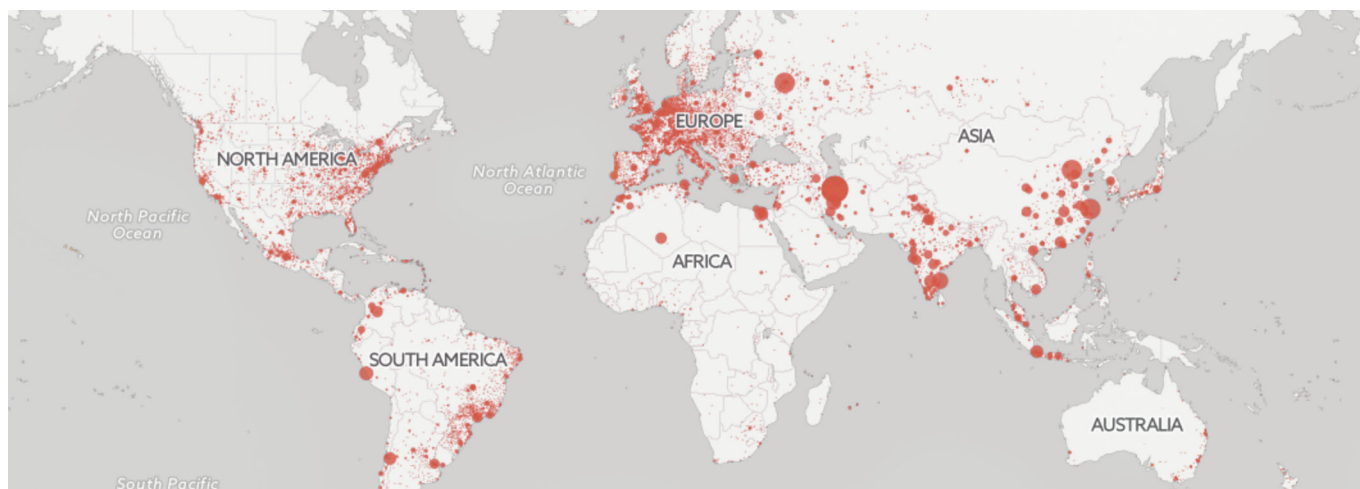 EUROPE
ASIA
NORTH AMERICA
North Atlantic
Ocean
North Pacific
Ocean
AFRICA
SOUTH AMERICA
AUSTRALIA
South Pacific